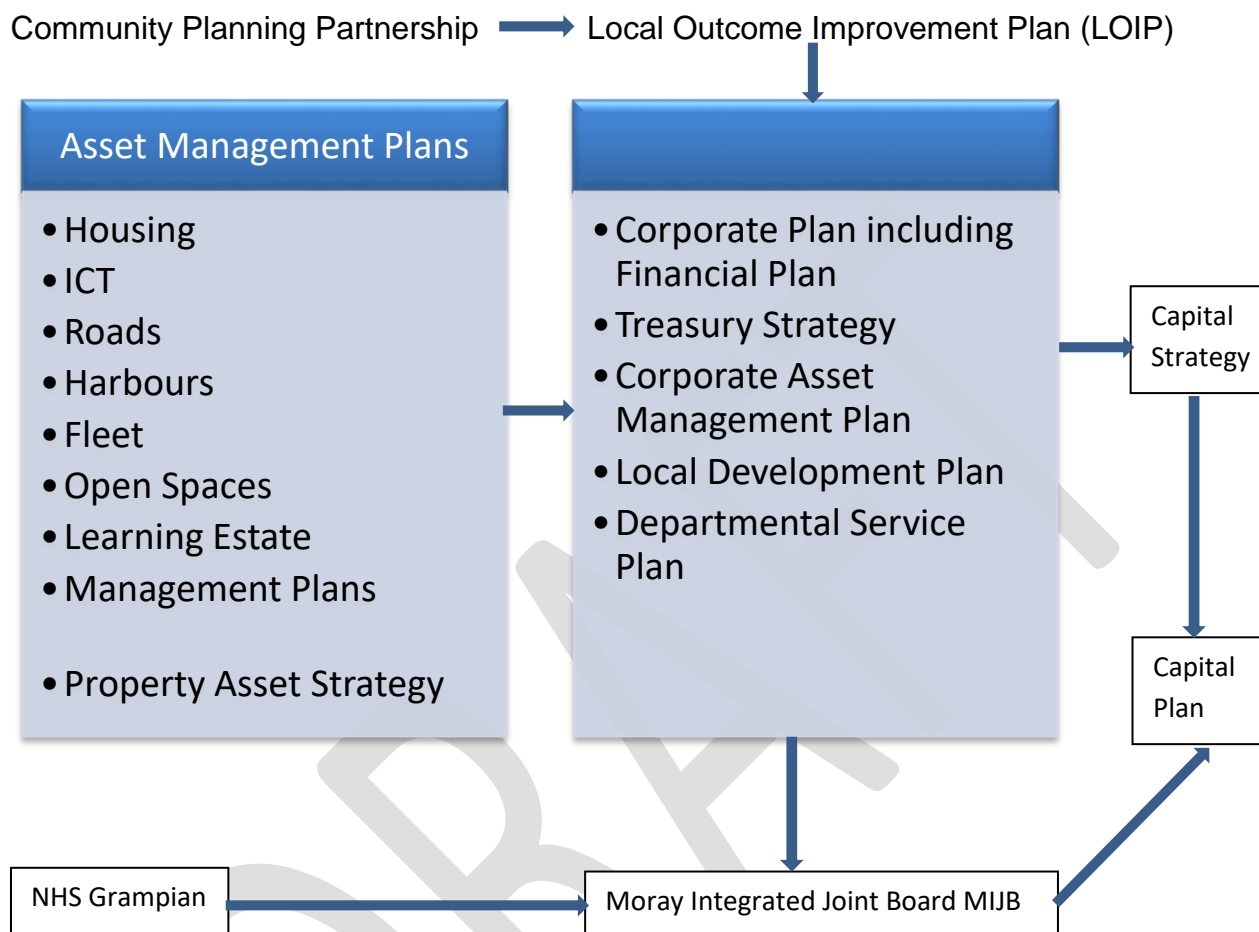 Community Planning Partnership Local Outcome Improvement Plan (LOIP)
Asset Management Plans
• Housing
• ICT
• Roads
• Harbours
• Fleet
• Open Spaces
• Learning Estate
• Management Plans
• Property Asset Strategy
• Corporate Plan including
Financial Plan
• Treasury Strategy
• Corporate Asset
Management Plan
• Local Development Plan
• Departmental Service
Plan
Capital
Strategy
Capital
Plan
NHS Grampian
Moray Integrated Joint Board MIJB
DRAFT